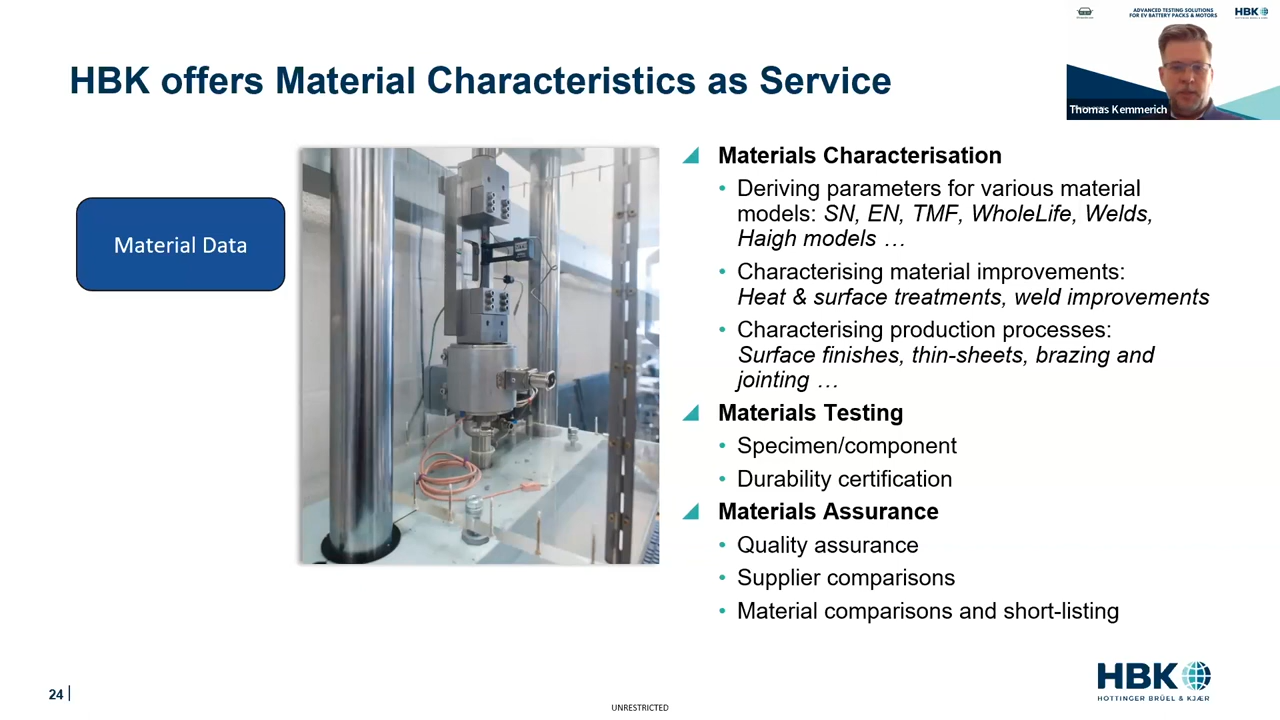 ADVANCED TESTING SOLUTIONS
FOR EV BATTERY PACKS & MOTORS
HBK
HBK offers Material Characteristics as Service
Thomas Kemmerich
Material Data
Materials Characterisation
• Deriving parameters for various material
models: SN, EN, TMF, WholeLife, Welds,
Haigh models …
• Characterising material improvements:
Heat & surface treatments, weld improvements
• Characterising production processes:
Surface finishes, thin-sheets, brazing and
jointing …
Materials Testing
• Specimen/component
• Durability certification
Materials Assurance
• Quality assurance
• Supplier comparisons
• Material comparisons and short-listing
HBK
HOTTINGER BRÜEL & KJÆR
24
UNRESTRICTED